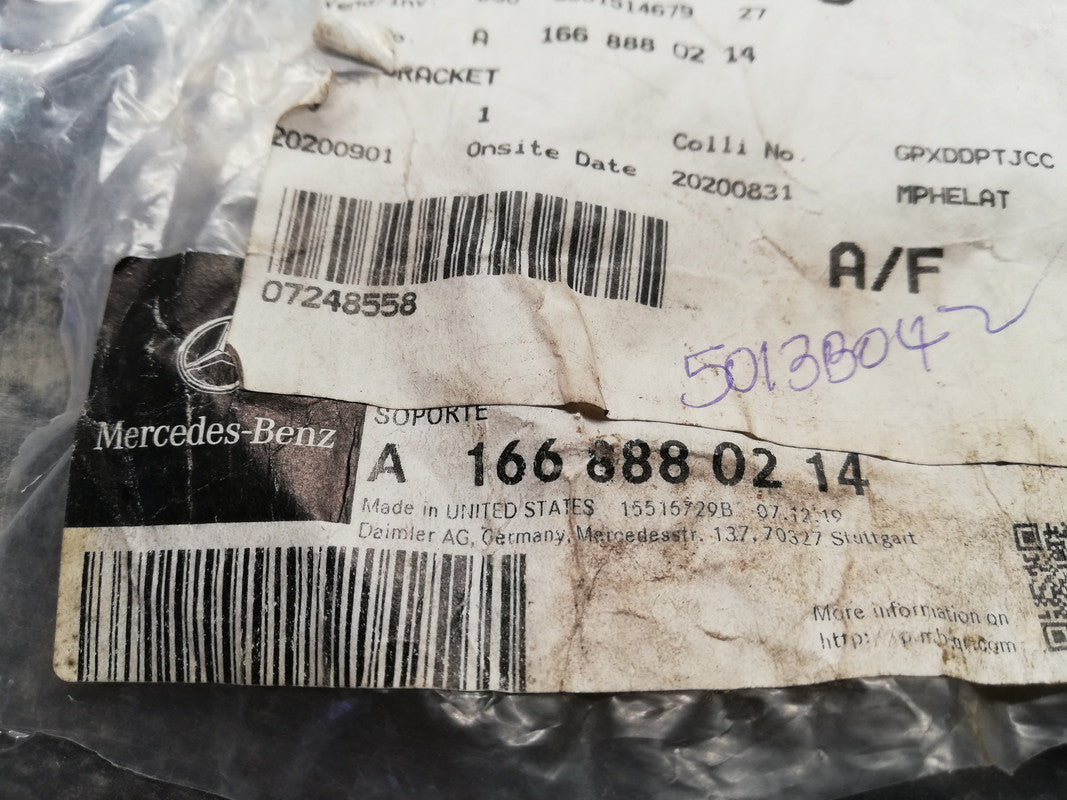 27
A 166 888 02 14
RACKET
1
20200901 Onsite Date Colli No. GPXDDPTJCC
20200831 MPHELAT
07248558
A/F
5013B04
Mercedes-Benz
SOPORTE
A 166 888 02 14
Made in UNITED STATES 15515729B 07.12.19
Daimler AG, Germany, Mercedesstr. 137, 70327 Stuttgart
More information on